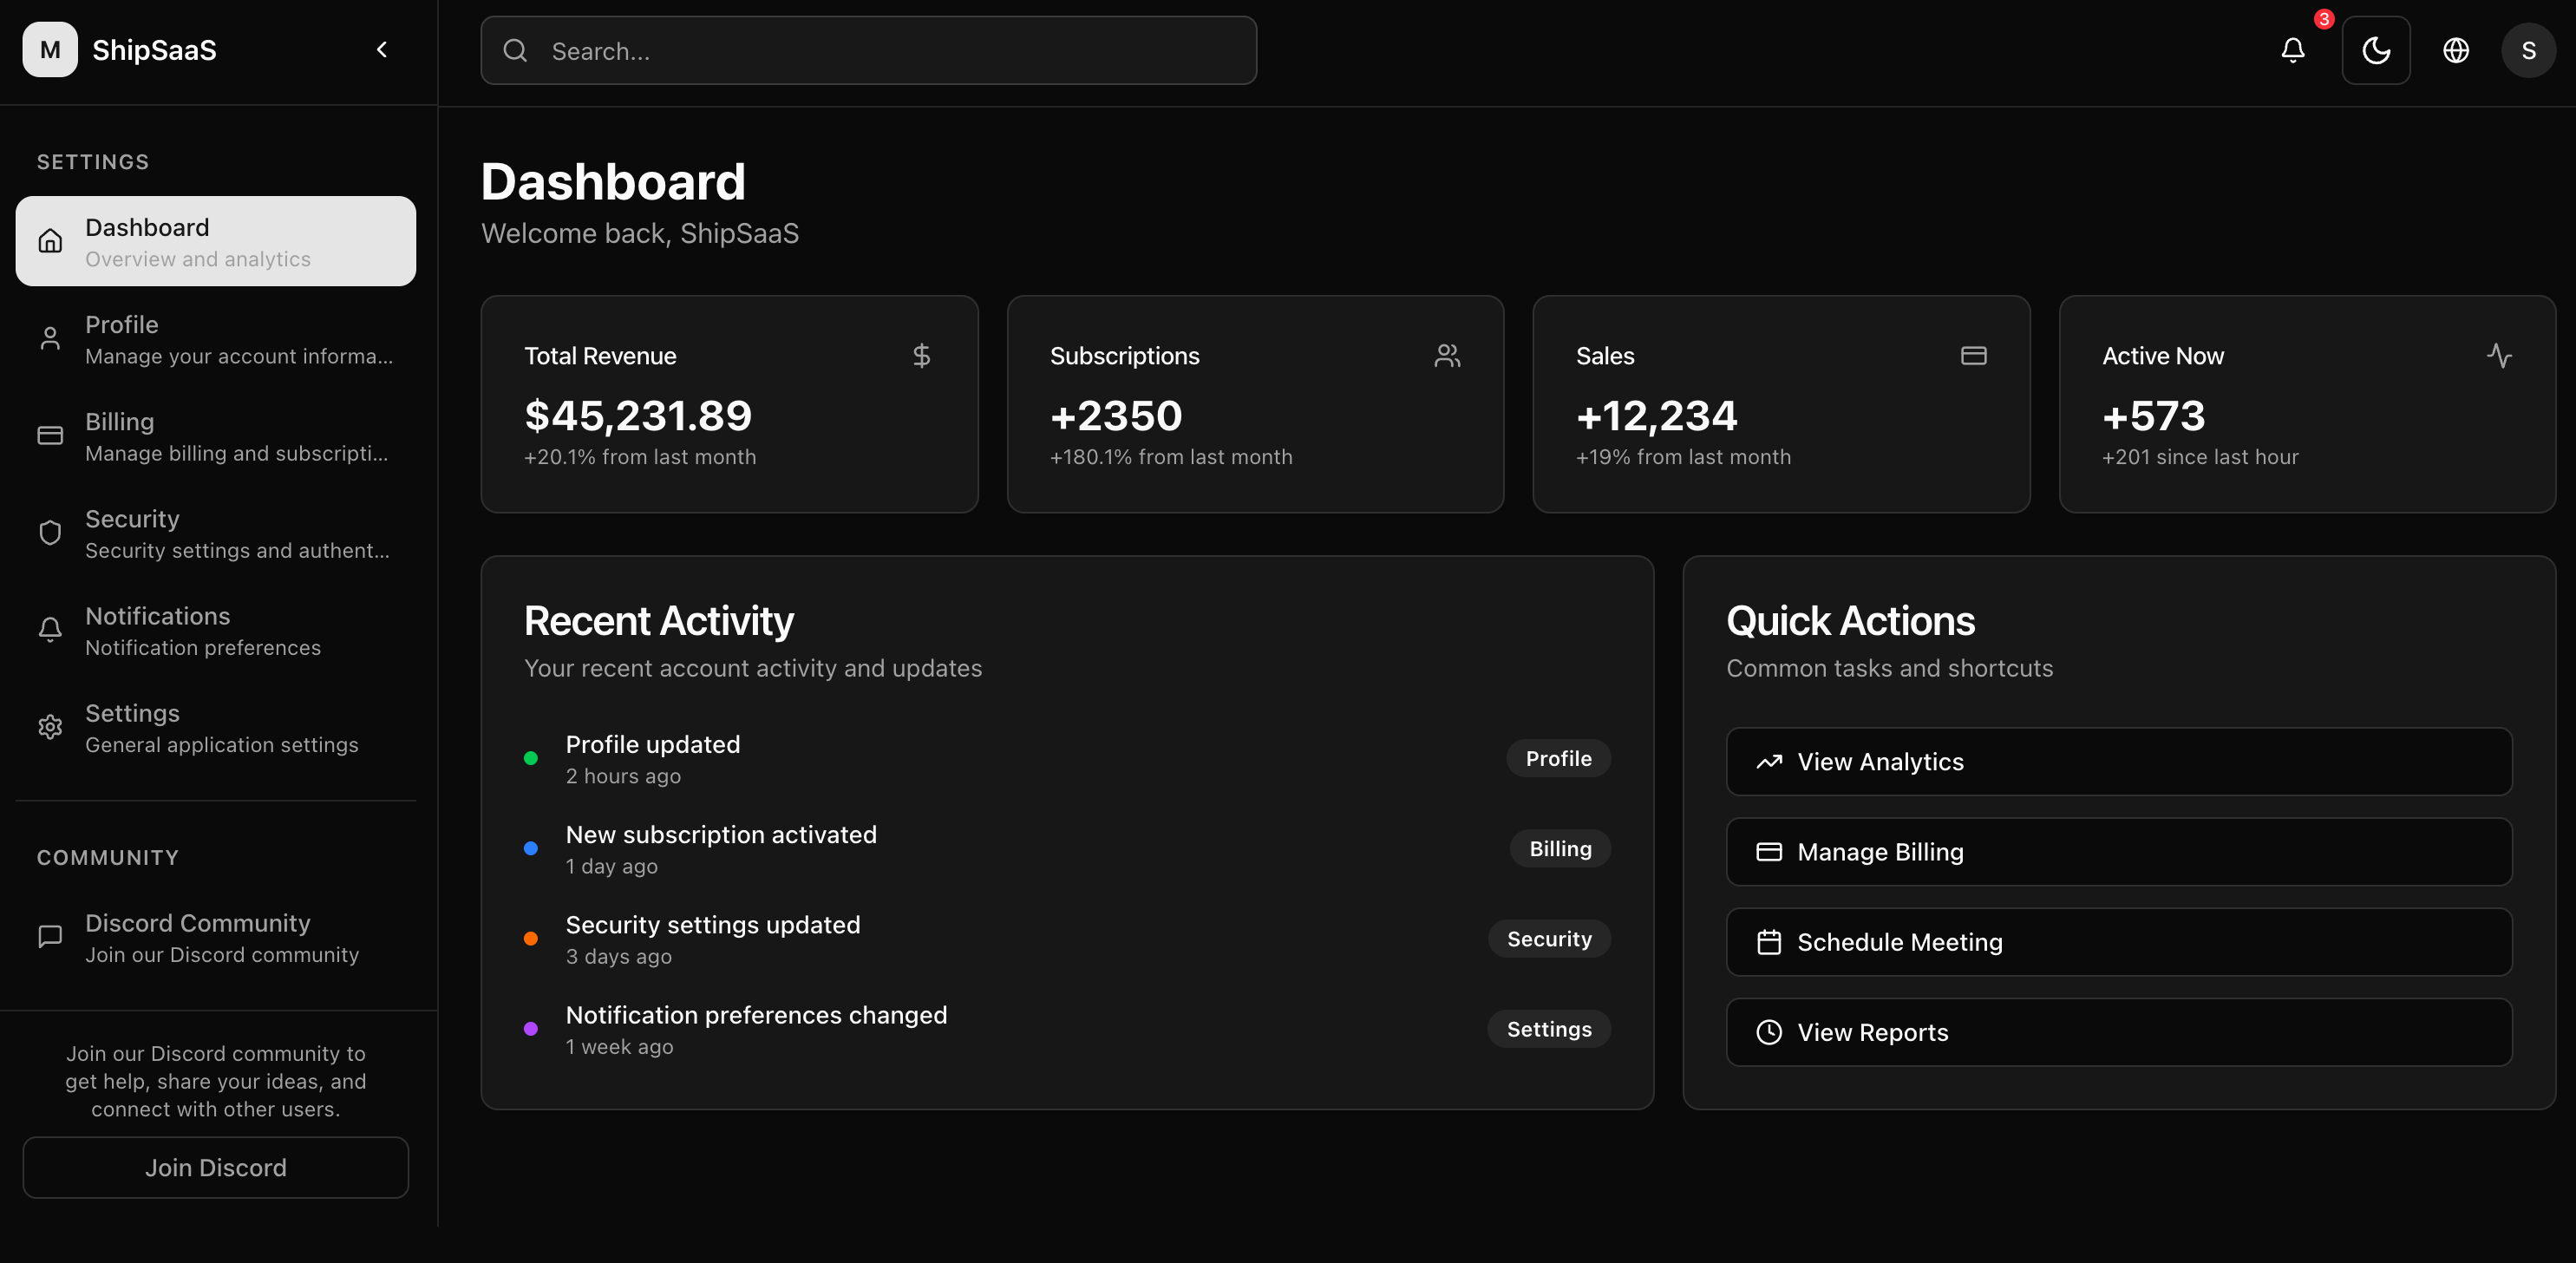 M ShipSaaS
SETTINGS
Dashboard
Overview and analytics
Profile
Manage your account informa...
Billing
Manage billing and subscripti...
Security
Security settings and authent...
Notifications
Notification preferences
Settings
General application settings
COMMUNITY
Discord Community
Join our Discord community
Join our Discord community to
get help, share your ideas, and
connect with other users.
Join Discord
Search...
3
S
Dashboard
Welcome back, ShipSaaS
Total Revenue
$45,231.89
+20.1% from last month
Subscriptions
+2350
+180.1% from last month
Sales
+12,234
+19% from last month
Active Now
+573
+201 since last hour
Recent Activity
Your recent account activity and updates
Profile updated
2 hours ago
Profile
New subscription activated
1 day ago
Billing
Security settings updated
3 days ago
Security
Notification preferences changed
1 week ago
Settings
Quick Actions
Common tasks and shortcuts
View Analytics
Manage Billing
Schedule Meeting
View Reports